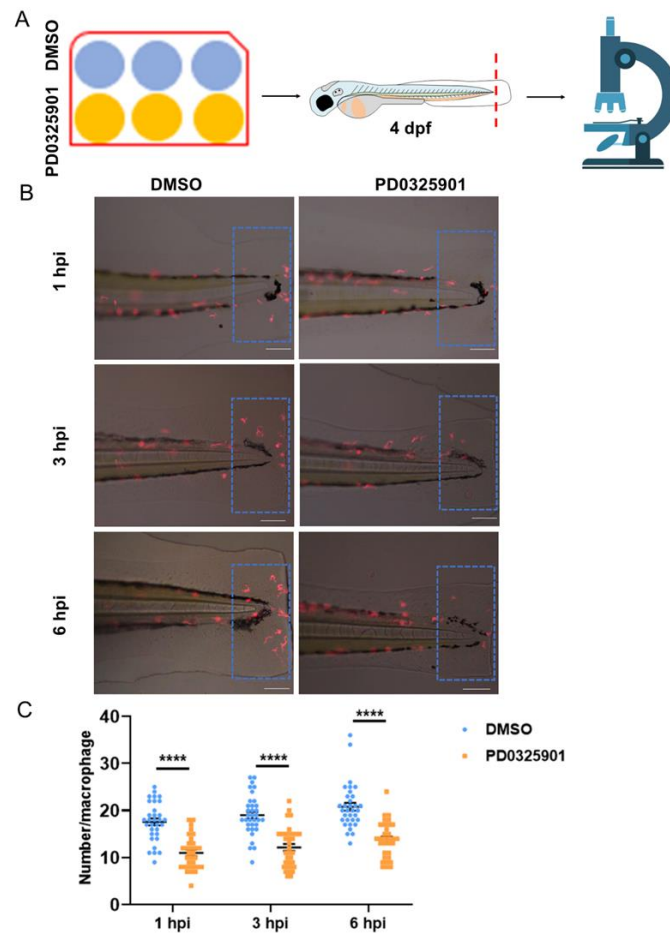 A
DMSO
PD0325901
4 dpf
B
DMSO
PD0325901
1 hpi
3 hpi
6 hpi
C
Number/macrophage
40
30
20
10
0
****
****
****
DMSO
PD0325901
1 hpi
3 hpi
6 hpi